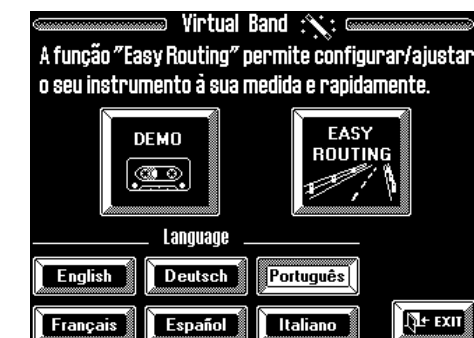 Virtual Band
A função "Easy Routing" permite configurar/ajustar
o seu instrumento à sua medida e rapidamente.
DEMO
EASY
ROUTING
Language
English
Deutsch
Português
Français
Español
Italiano
EXIT